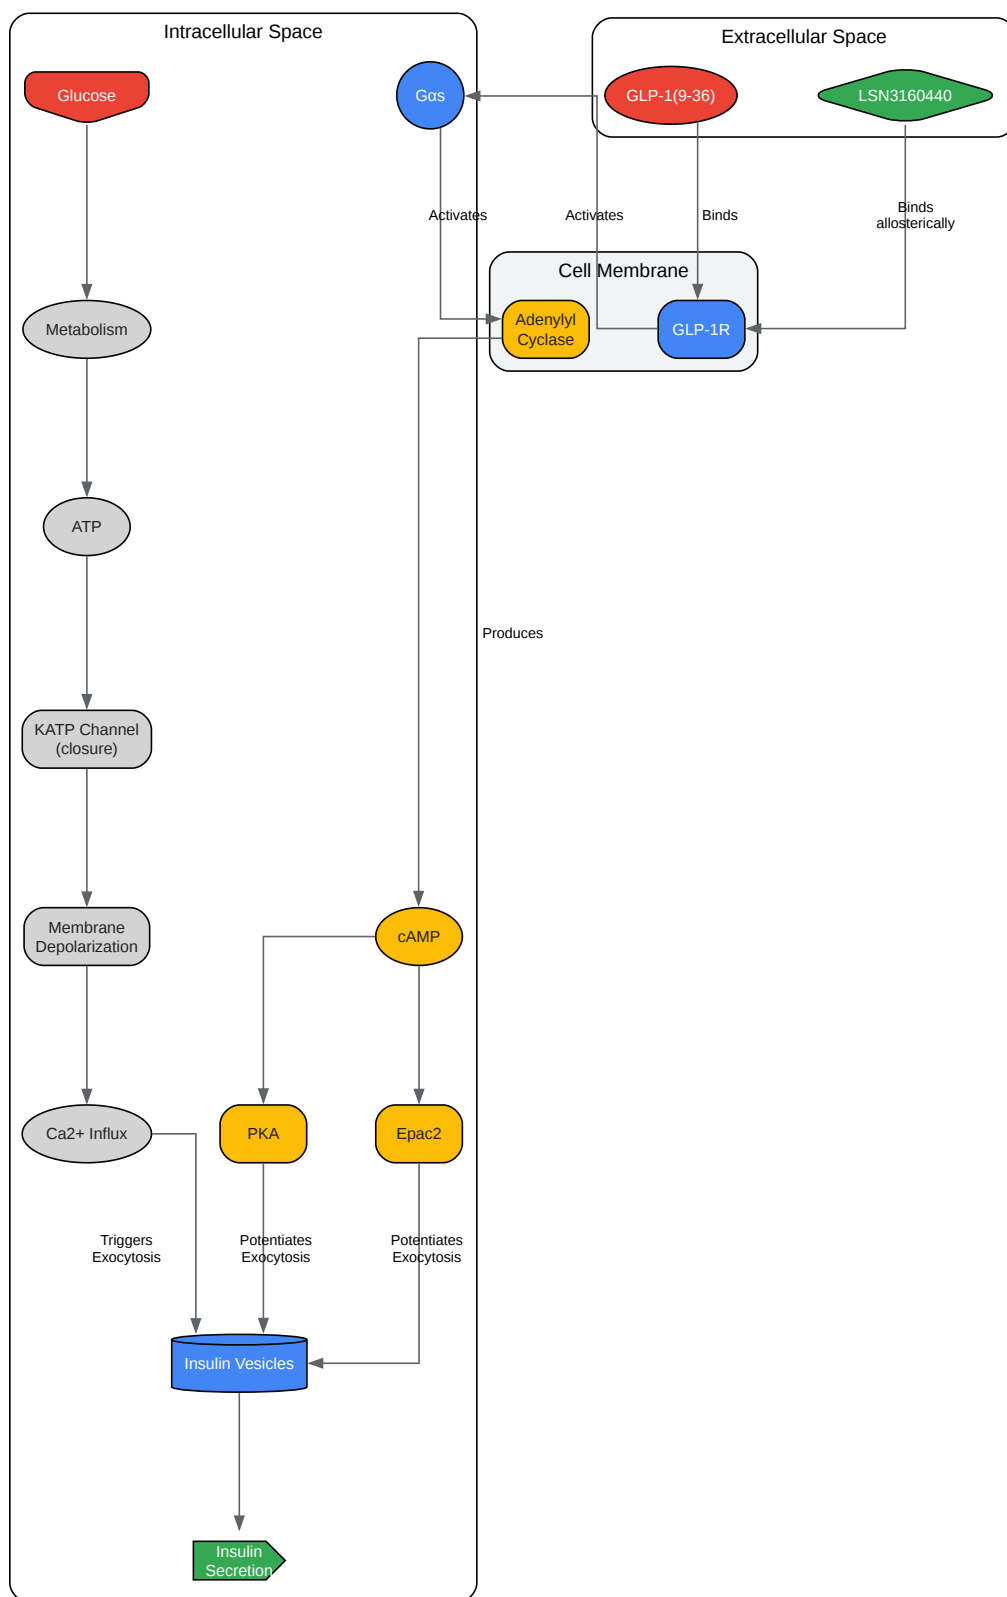 Intracellular Space
Extracellular Space
Glucose
Gαs
GLP-1(9-36)
LSN3160440
Activates
Activates
Binds
Binds
allosterically
Cell Membrane
Metabolism
Adenylyl
Cyclase
GLP-1R
ATP
Produces
KATP Channel
(closure)
Membrane
Depolarization
cAMP
Ca2+ Influx
PKA
Epac2
Triggers
Exocytosis
Potentiates
Exocytosis
Potentiates
Exocytosis
Insulin Vesicles
Insulin
Secretion